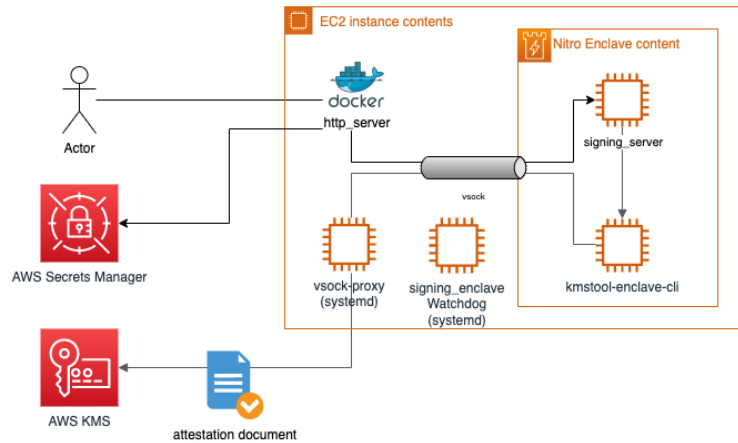 EC2 instance contents
Nitro Enclave content
docker
http_server
Actor
signing_server
vsock
AWS Secrets Manager
vsock-proxy
(systemd)
signing_enclave
Watchdog
(systemd)
kmstool-enclave-cli
AWS KMS
attestation document